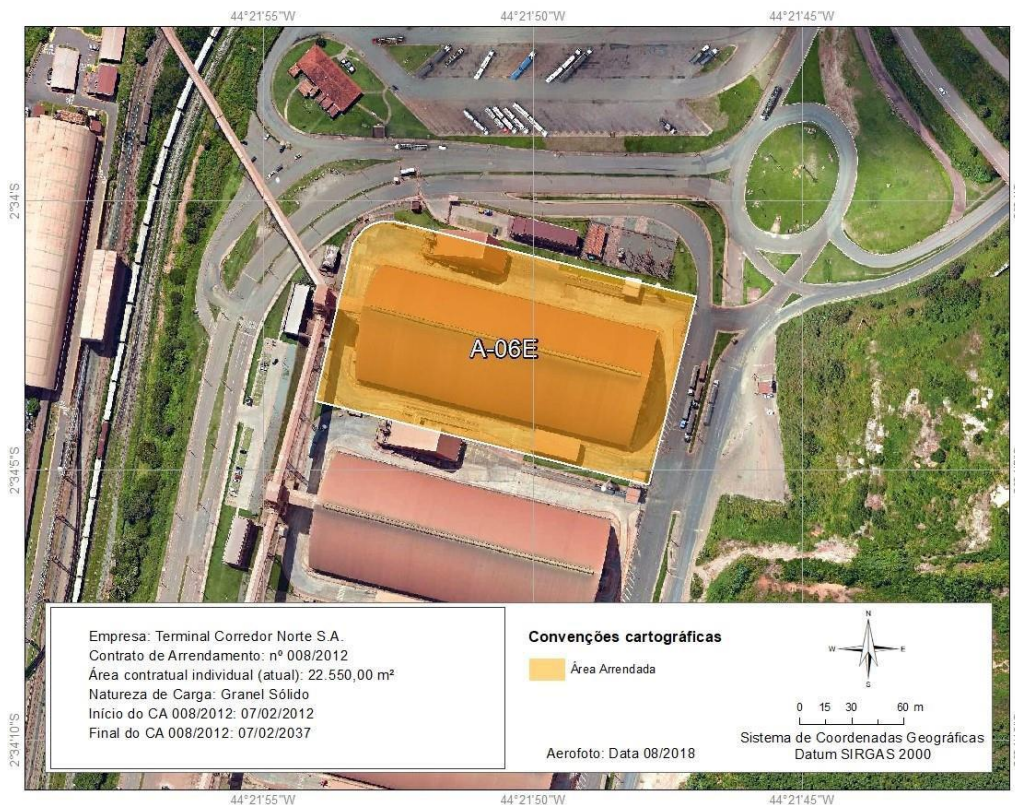 44°21'55"W 44°21'50"W 44°21'45"W
2°34'S
A-06E
2°34'5"S
Empresa: Terminal Corredor Norte S.A.
Contrato de Arrendamento: nº 008/2012
Área contratual individual (atual): 22.550,00 m²
Natureza de Carga: Granel Sólido
Início do CA 008/2012: 07/02/2012
Final do CA 008/2012: 07/02/2037
Convenções cartográficas
Área Arrendada
Aerofoto: Data 08/2018
N
W E
S
0 15 30 60 m
Sistema de Coordenadas Geográficas
Datum SIRGAS 2000
2°34'10"S
44°21'55"W 44°21'50"W 44°21'45"W